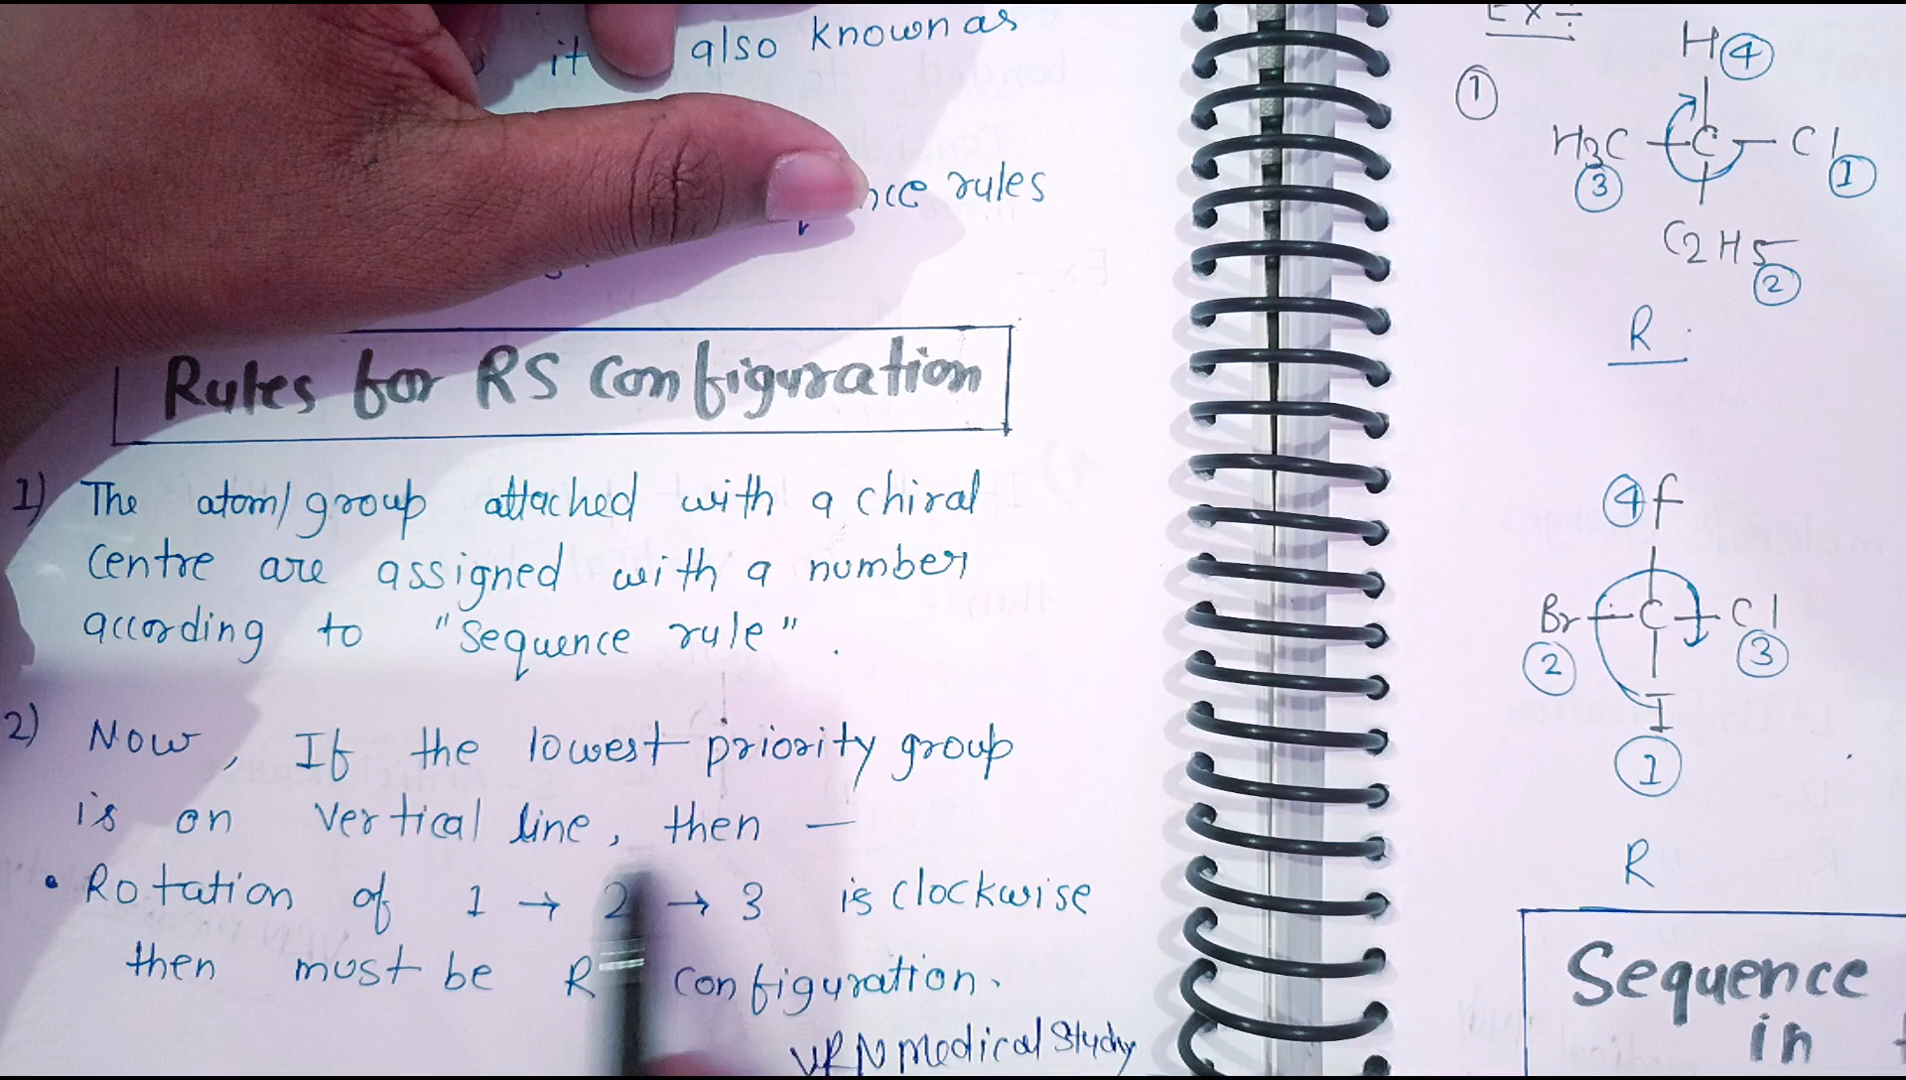 it also known as
rules
Rules for RS Configuration
1) The atom/group attached with a chiral
Centre are assigned with a number
according to "Sequence rule".
2) Now, If the lowest priority group
is on vertical line, then —
• Rotation of 1 → 2 → 3 is clockwise
then must be R configuration.
VRN Medical Study
Ex÷
1
H 4
H3C C Cl
3 1
C2H5
2
R
4 f
Br C Cl
2 3
I
1
R
Sequence
in